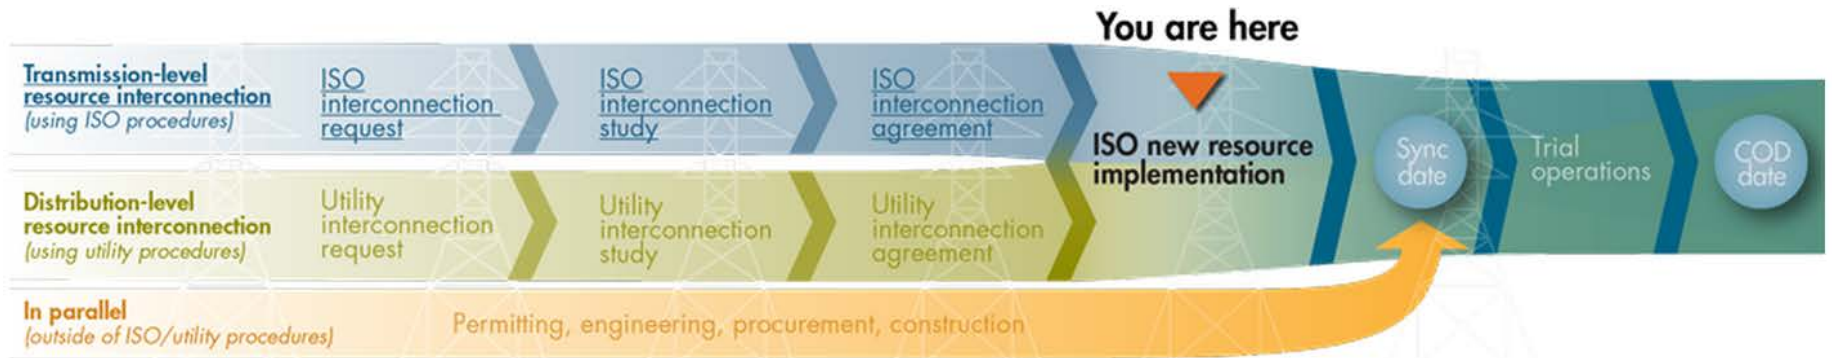 You are here
Transmission-level
resource interconnection
(using ISO procedures)
ISO
interconnection
request
ISO
interconnection
study
ISO
interconnection
agreement
ISO new resource
implementation
Sync
date
Trial
operations
COD
date
Distribution-level
resource interconnection
(using utility procedures)
Utility
interconnection
request
Utility
interconnection
study
Utility
interconnection
agreement
In parallel
(outside of ISO/utility procedures)
Permitting, engineering, procurement, construction